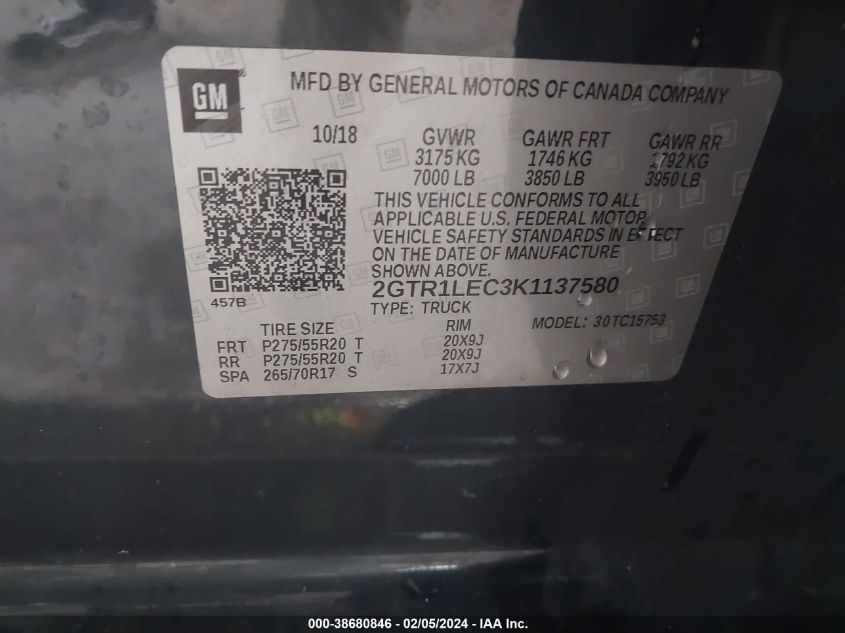 GM
MFD BY GENERAL MOTORS OF CANADA COMPANY
10/18 GVWR GAWR FRT GAWR RR
3175 KG 1746 KG 1792 KG
7000 LB 3850 LB 3950 LB
THIS VEHICLE CONFORMS TO ALL
APPLICABLE U.S. FEDERAL MOTOR
VEHICLE SAFETY STANDARDS IN EFFECT
ON THE DATE OF MANUFACTURE
SHOWN ABOVE.
457B
2GTR1LEC3K1137580
TYPE: TRUCK MODEL: 30TC15753
TIRE SIZE RIM
FRT P275/55R20 T 20X9J
RR P275/55R20 T 20X9J
SPA 265/70R17 S 17X7J
000-38680846 - 02/05/2024 - IAA Inc.